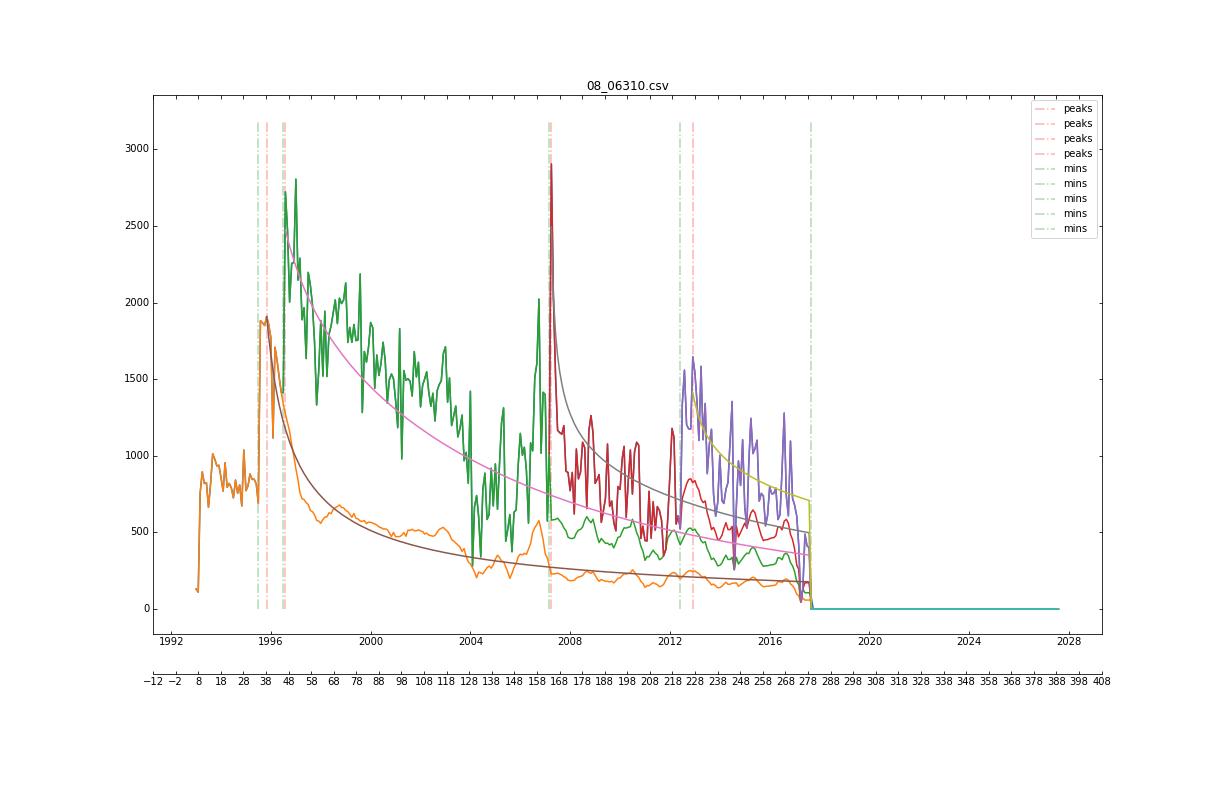 08_06310.csv
peaks
peaks
peaks
peaks
mins
mins
mins
mins
mins
3000
2500
2000
1500
1000
500
0
1992 1996 2000 2004 2008 2012 2016 2020 2024 2028
−12 −2 8 18 28 38 48 58 68 78 88 98 108 118 128 138 148 158 168 178 188 198 208 218 228 238 248 258 268 278 288 298 308 318 328 338 348 358 368 378 388 398 408